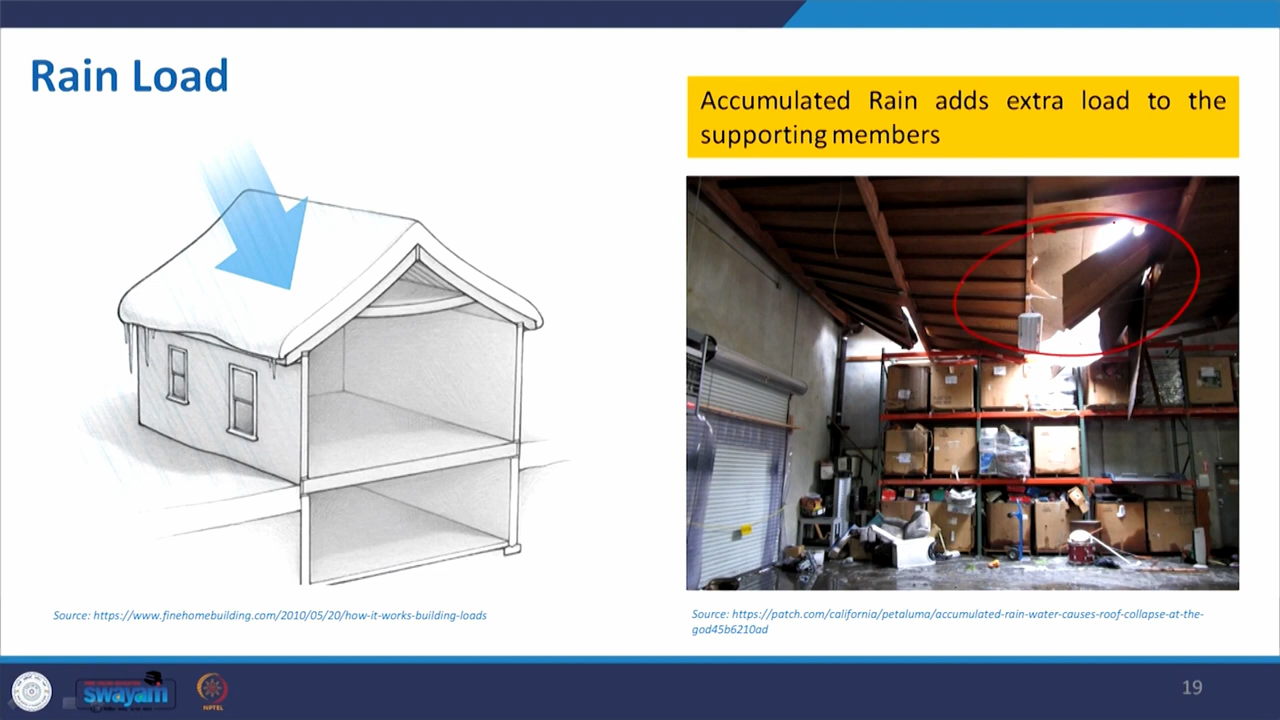 Rain Load
Accumulated Rain adds extra load to the
supporting members
Source: https://www.finehomebuilding.com/2010/05/20/how-it-works-building-loads
Source: https://patch.com/california/petaluma/accumulated-rain-water-causes-roof-collapse-at-the-
god45b6210ad
swayam
NPTEL
19